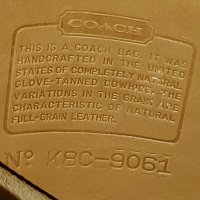 COACH
THIS IS A COACH BAG. IT WAS
HANDCRAFTED IN THE UNITED
STATES OF COMPLETELY NATURAL
GLOVE-TANNED COWHIDE. THE
VARIATIONS IN THE GRAIN ARE
CHARACTERISTIC OF NATURAL
FULL-GRAIN LEATHER.
No K8C-9061